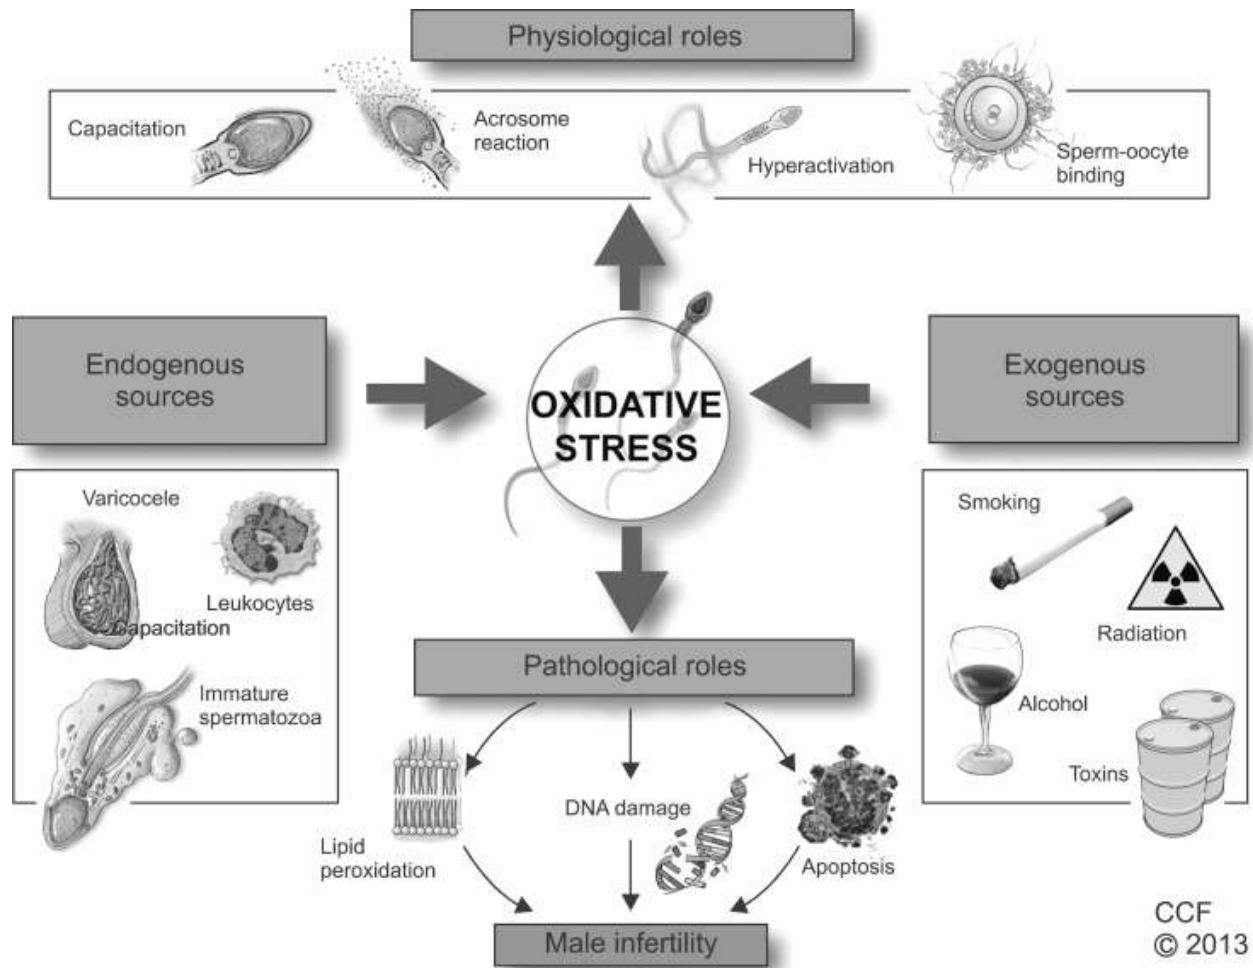 Physiological roles
Capacitation
Acrosome
reaction
Hyperactivation
Sperm-oocyte
binding
Endogenous
sources
OXIDATIVE
STRESS
Exogenous
sources
Varicocele
Leukocytes
Capacitation
Immature
spermatozoa
Smoking
Radiation
Alcohol
Toxins
Pathological roles
Lipid
peroxidation
DNA damage
Apoptosis
Male infertility
CCF
© 2013